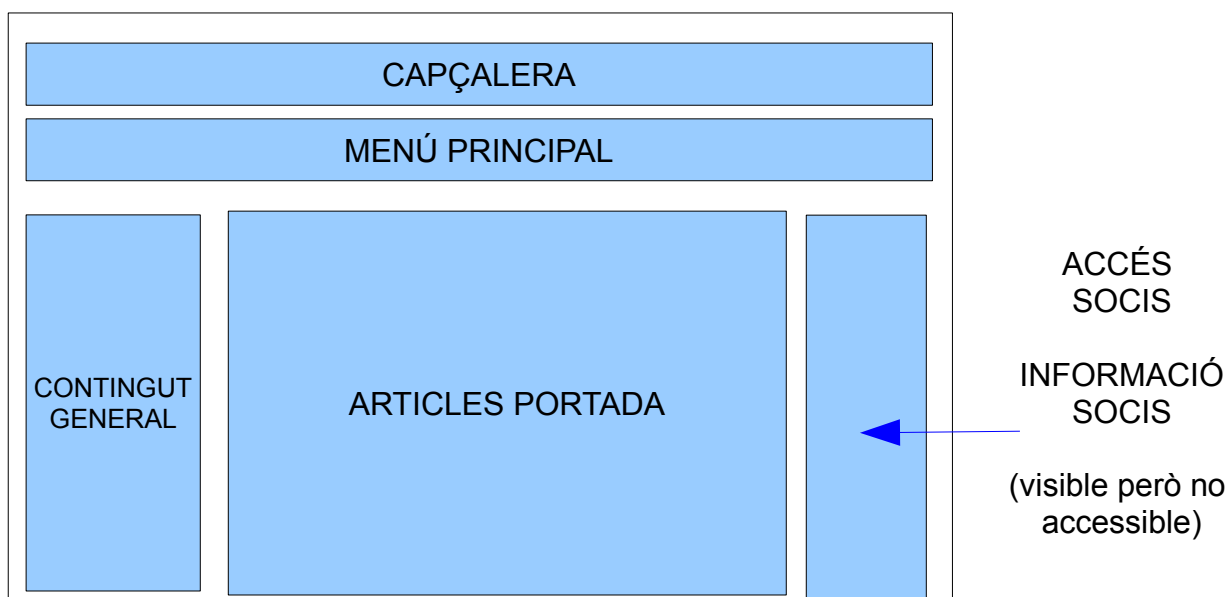 CAPÇALERA
MENÚ PRINCIPAL
CONTINGUT
GENERAL
ARTICLES PORTADA
ACCÉS
SOCIS
INFORMACIÓ
SOCIS
(visible però no
accessible)